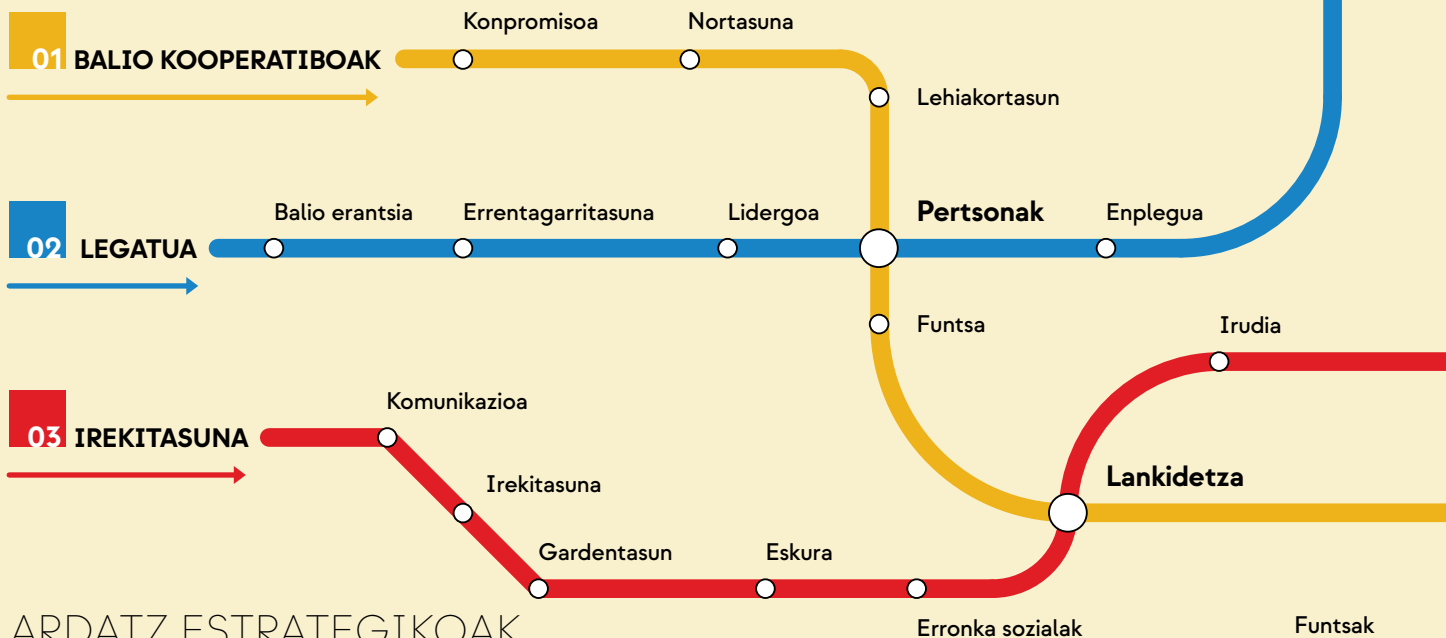 Konpromisoa
Nortasuna
01 BALIO KOOPERATIBOAK
Lehiakortasun
Balio erantsia
Errentagarritasuna
Lidergoa
Pertsonak
Enplegua
02 LEGATUA
Funtsa
Irudia
Komunikazioa
03 IREKITASUNA
Lankidetza
Irekitasuna
Gardentasun
Eskura
ARDATZ ESTRATEGIKOAK
Erronka sozialak
Funtsak